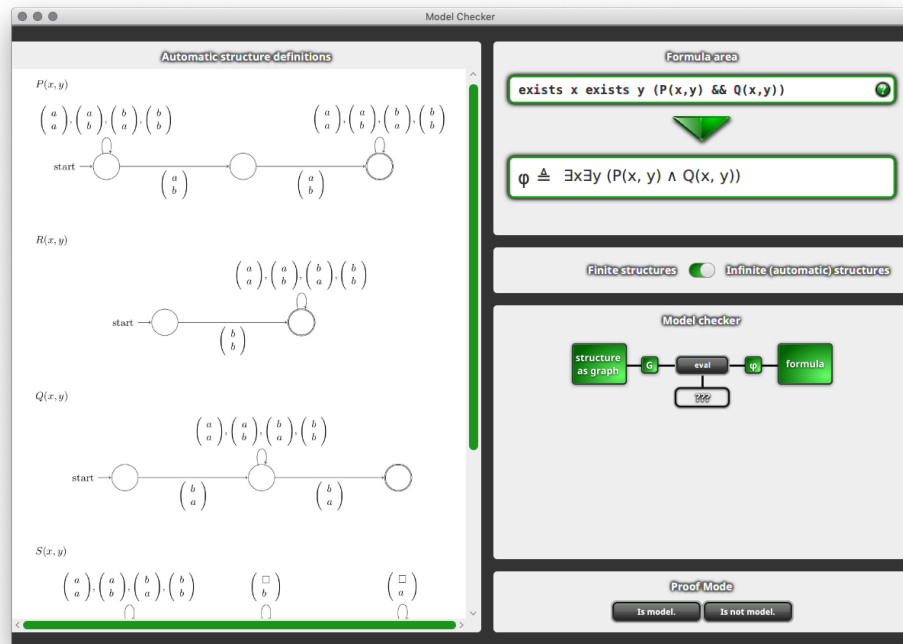 Model Checker
Automatic structure definitions
P(x, y)
( a a ), ( a b ), ( b a ), ( b b )
( a a ), ( a b ), ( b a ), ( b b )
start
( a b )
( a b )
R(x, y)
( a a ), ( a b ), ( b a ), ( b b )
start
( b b )
Q(x, y)
( a a ), ( a b ), ( b a ), ( b b )
start
( b a )
( b a )
S(x, y)
( a a ), ( a b ), ( b a ), ( b b )
( □ b )
( □ a )
Formula area
exists x exists y (P(x,y) && Q(x,y))
?
φ ≜ ∃x∃y (P(x, y) ∧ Q(x, y))
Finite structures
Infinite (automatic) structures
Model checker
structure
as graph
G
eval
φ
formula
???
Proof Mode
Is model.
Is not model.